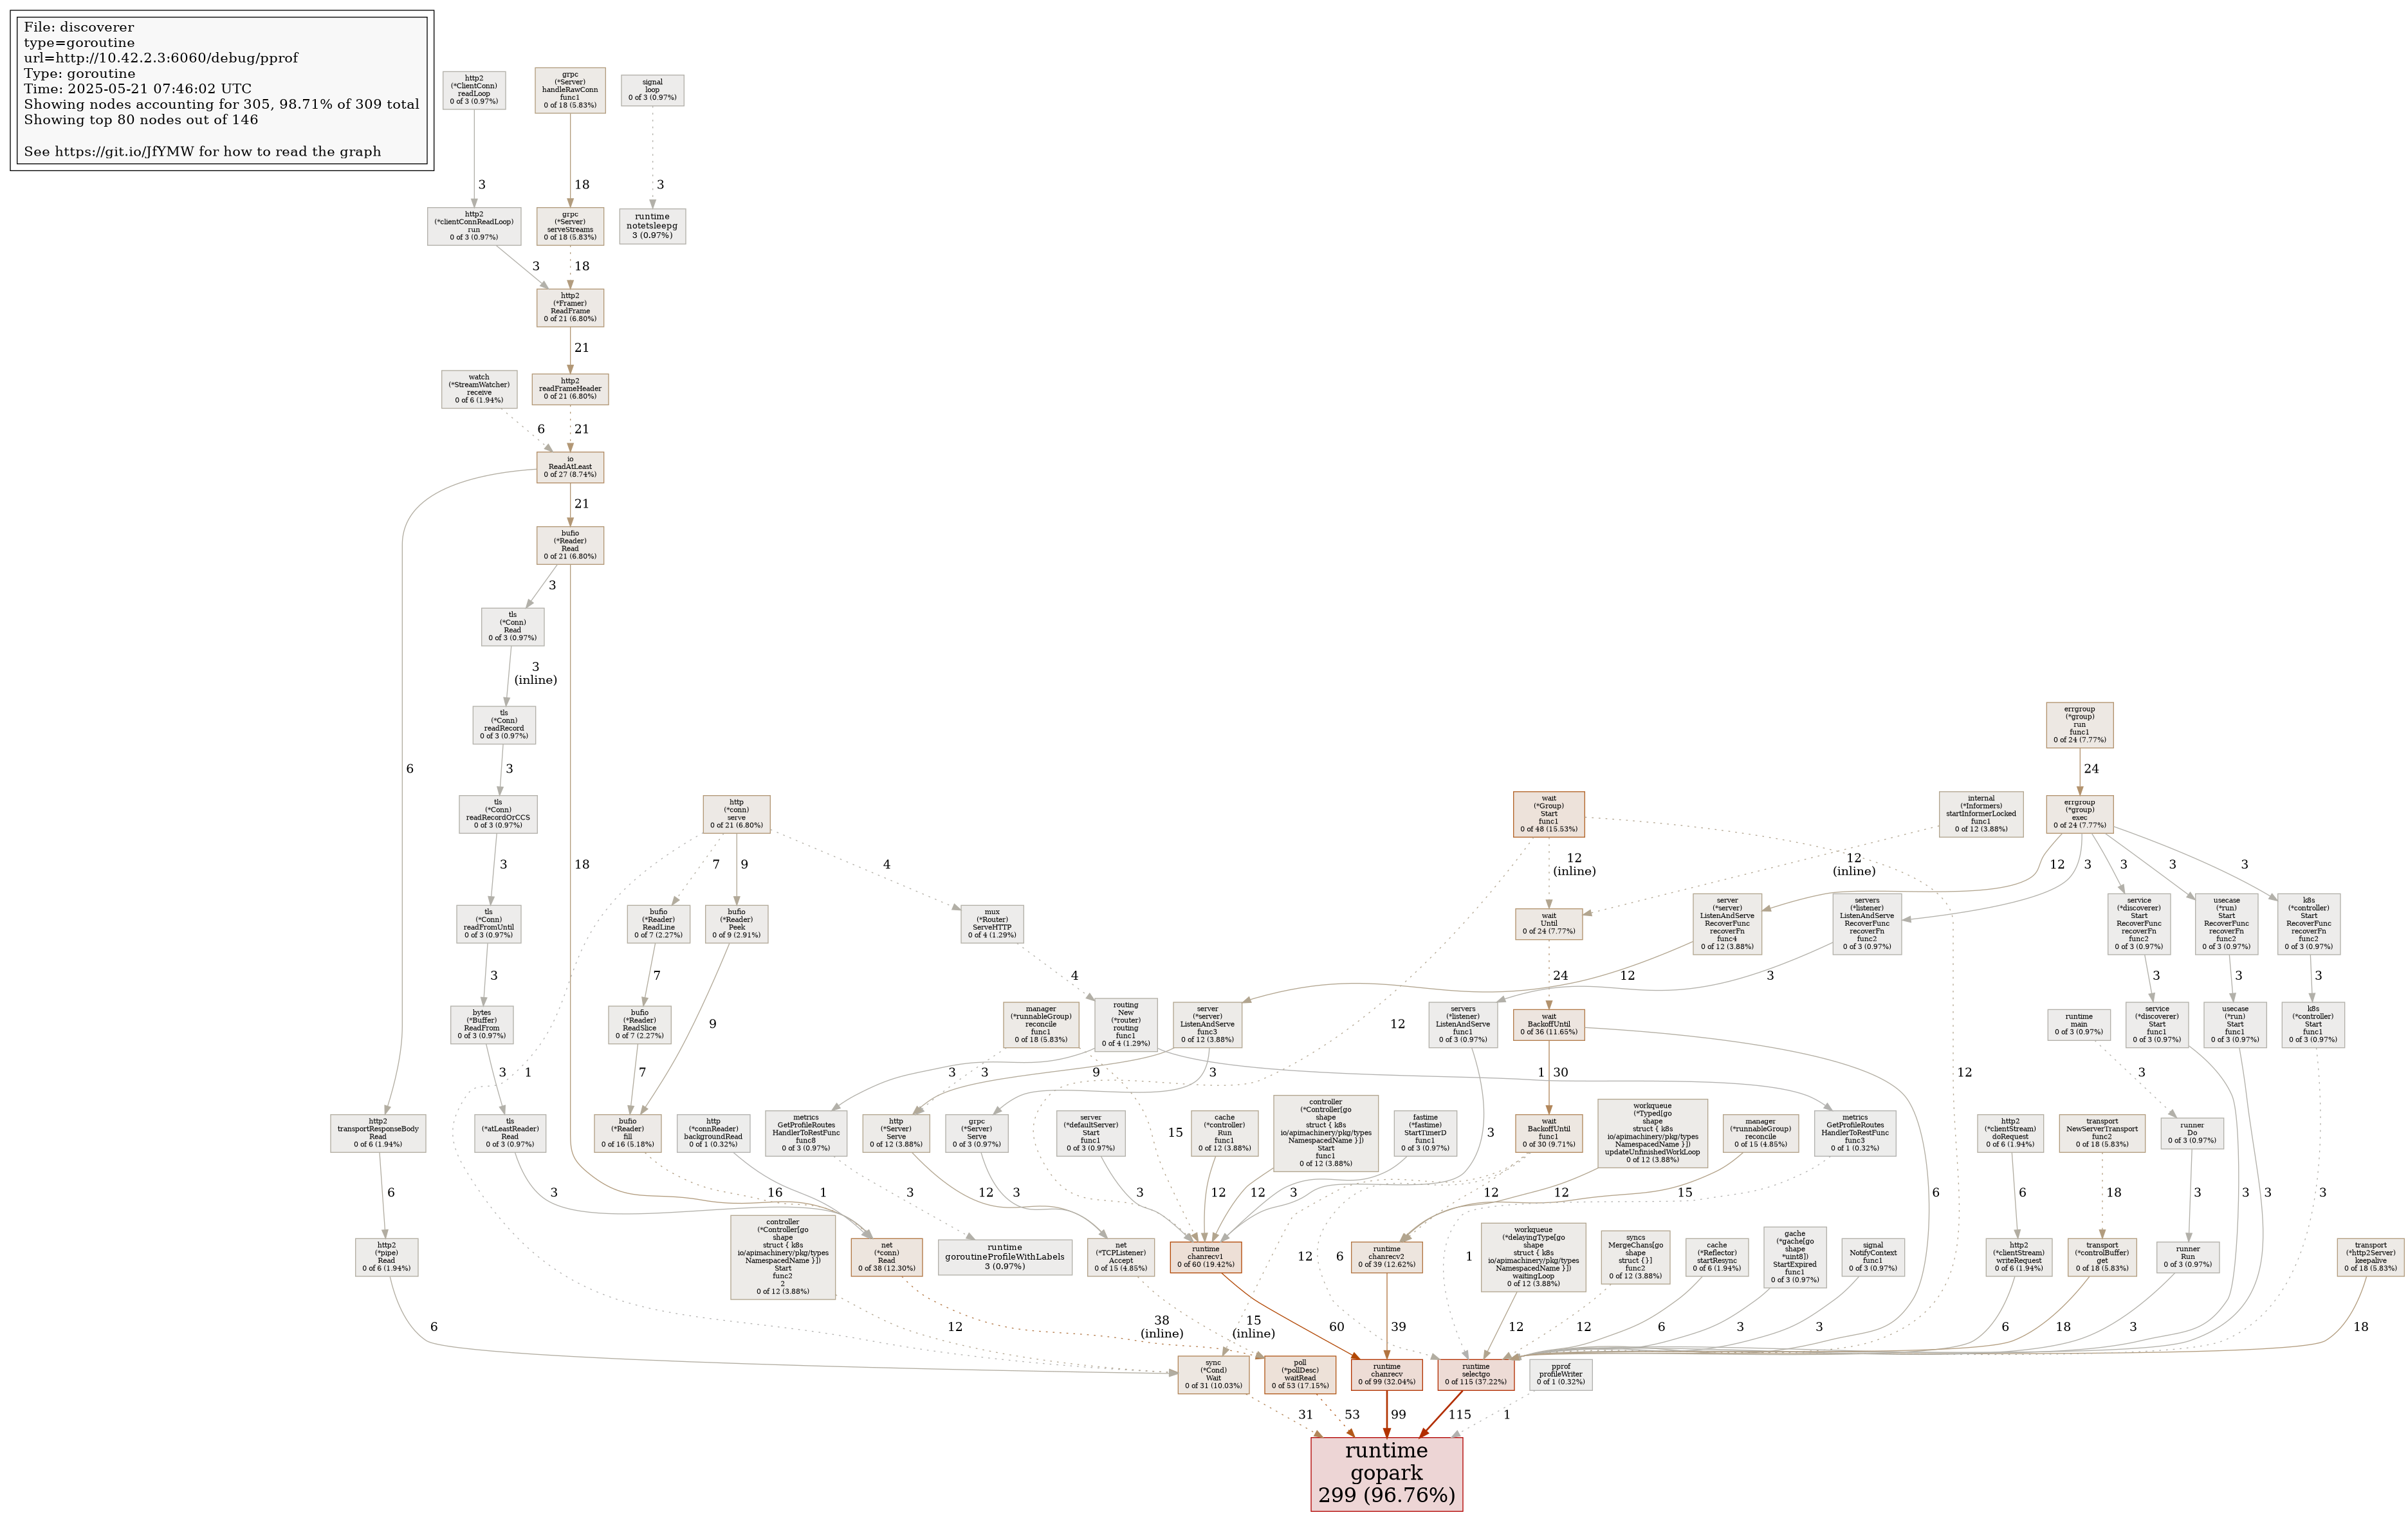 File: discoverer
type=goroutine
url=http://10.42.2.3:6060/debug/pprof
Type: goroutine
Time: 2025-05-21 07:46:02 UTC
Showing nodes accounting for 305, 98.71% of 309 total
Showing top 80 nodes out of 146
See https://git.io/JfYMW for how to read the graph
http2
(*ClientConn)
readLoop
0 of 3 (0.97%)
grpc
(*Server)
handleRawConn
func1
0 of 18 (5.83%)
signal
loop
0 of 3 (0.97%)
3
18
3
http2
(*clientConnReadLoop)
run
0 of 3 (0.97%)
grpc
(*Server)
serveStreams
0 of 18 (5.83%)
runtime
notetsleepg
3 (0.97%)
3
18
http2
(*Framer)
ReadFrame
0 of 21 (6.80%)
21
watch
(*StreamWatcher)
receive
0 of 6 (1.94%)
http2
readFrameHeader
0 of 21 (6.80%)
6
21
io
ReadAtLeast
0 of 27 (8.74%)
21
bufio
(*Reader)
Read
0 of 21 (6.80%)
3
tls
(*Conn)
Read
0 of 3 (0.97%)
3
(inline)
tls
(*Conn)
readRecord
0 of 3 (0.97%)
errgroup
(*group)
run
func1
0 of 24 (7.77%)
6
3
24
tls
(*Conn)
readRecordOrCCS
0 of 3 (0.97%)
http
(*conn)
serve
0 of 21 (6.80%)
wait
(*Group)
Start
func1
0 of 48 (15.53%)
internal
(*Informers)
startInformerLocked
func1
0 of 12 (3.88%)
errgroup
(*group)
exec
0 of 24 (7.77%)
3
18
7
9
4
12
(inline)
12
(inline)
12
3
3
3
3
tls
(*Conn)
readFromUntil
0 of 3 (0.97%)
bufio
(*Reader)
ReadLine
0 of 7 (2.27%)
bufio
(*Reader)
Peek
0 of 9 (2.91%)
mux
(*Router)
ServeHTTP
0 of 4 (1.29%)
wait
Until
0 of 24 (7.77%)
server
(*server)
ListenAndServe
RecoverFunc
recoverFn
func4
0 of 12 (3.88%)
servers
(*listener)
ListenAndServe
RecoverFunc
recoverFn
func2
0 of 3 (0.97%)
service
(*discoverer)
Start
RecoverFunc
recoverFn
func2
0 of 3 (0.97%)
usecase
(*run)
Start
RecoverFunc
recoverFn
func2
0 of 3 (0.97%)
k8s
(*controller)
Start
RecoverFunc
recoverFn
func2
0 of 3 (0.97%)
3
7
4
24
12
3
3
3
3
bytes
(*Buffer)
ReadFrom
0 of 3 (0.97%)
bufio
(*Reader)
ReadSlice
0 of 7 (2.27%)
9
manager
(*runnableGroup)
reconcile
func1
0 of 18 (5.83%)
routing
New
(*router)
routing
func1
0 of 4 (1.29%)
server
(*server)
ListenAndServe
func3
0 of 12 (3.88%)
12
servers
(*listener)
ListenAndServe
func1
0 of 3 (0.97%)
wait
BackoffUntil
0 of 36 (11.65%)
runtime
main
0 of 3 (0.97%)
service
(*discoverer)
Start
func1
0 of 3 (0.97%)
usecase
(*run)
Start
func1
0 of 3 (0.97%)
k8s
(*controller)
Start
func1
0 of 3 (0.97%)
3
1
7
3
3
9
3
1
30
12
3
http2
transportResponseBody
Read
0 of 6 (1.94%)
tls
(*atLeastReader)
Read
0 of 3 (0.97%)
bufio
(*Reader)
fill
0 of 16 (5.18%)
http
(*connReader)
backgroundRead
0 of 1 (0.32%)
metrics
GetProfileRoutes
HandlerToRestFunc
func8
0 of 3 (0.97%)
http
(*Server)
Serve
0 of 12 (3.88%)
grpc
(*Server)
Serve
0 of 3 (0.97%)
server
(*defaultServer)
Start
func1
0 of 3 (0.97%)
15
cache
(*controller)
Run
func1
0 of 12 (3.88%)
controller
(*Controller[go
shape
struct { k8s
io/apimachinery/pkg/types
NamespacedName }])
Start
func1
0 of 12 (3.88%)
fastime
(*fastime)
StartTimerD
func1
0 of 3 (0.97%)
3
wait
BackoffUntil
func1
0 of 30 (9.71%)
workqueue
(*Typed[go
shape
struct { k8s
io/apimachinery/pkg/types
NamespacedName }])
updateUnfinishedWorkLoop
0 of 12 (3.88%)
manager
(*runnableGroup)
reconcile
0 of 15 (4.85%)
metrics
GetProfileRoutes
HandlerToRestFunc
func3
0 of 1 (0.32%)
http2
(*clientStream)
doRequest
0 of 6 (1.94%)
transport
NewServerTransport
func2
0 of 18 (5.83%)
runner
Do
0 of 3 (0.97%)
6
3
16
1
3
12
3
3
12
12
3
12
12
15
6
6
18
3
3
3
3
http2
(*pipe)
Read
0 of 6 (1.94%)
controller
(*Controller[go
shape
struct { k8s
io/apimachinery/pkg/types
NamespacedName }])
Start
func2
2
0 of 12 (3.88%)
net
(*conn)
Read
0 of 38 (12.30%)
runtime
goroutineProfileWithLabels
3 (0.97%)
net
(*TCPListener)
Accept
0 of 15 (4.85%)
runtime
chanrecv1
0 of 60 (19.42%)
12
6
runtime
chanrecv2
0 of 39 (12.62%)
1
workqueue
(*delayingType[go
shape
struct { k8s
io/apimachinery/pkg/types
NamespacedName }])
waitingLoop
0 of 12 (3.88%)
syncs
MergeChans[go
shape
struct {}]
func2
0 of 12 (3.88%)
cache
(*Reflector)
startResync
0 of 6 (1.94%)
gache
(*gache[go
shape
*uint8])
StartExpired
func1
0 of 3 (0.97%)
signal
NotifyContext
func1
0 of 3 (0.97%)
http2
(*clientStream)
writeRequest
0 of 6 (1.94%)
transport
(*controlBuffer)
get
0 of 18 (5.83%)
runner
Run
0 of 3 (0.97%)
transport
(*http2Server)
keepalive
0 of 18 (5.83%)
6
12
38
(inline)
15
(inline)
60
39
12
12
6
3
3
6
18
3
18
sync
(*Cond)
Wait
0 of 31 (10.03%)
poll
(*pollDesc)
waitRead
0 of 53 (17.15%)
runtime
chanrecv
0 of 99 (32.04%)
runtime
selectgo
0 of 115 (37.22%)
pprof
profileWriter
0 of 1 (0.32%)
31
53
99
115
1
runtime
gopark
299 (96.76%)